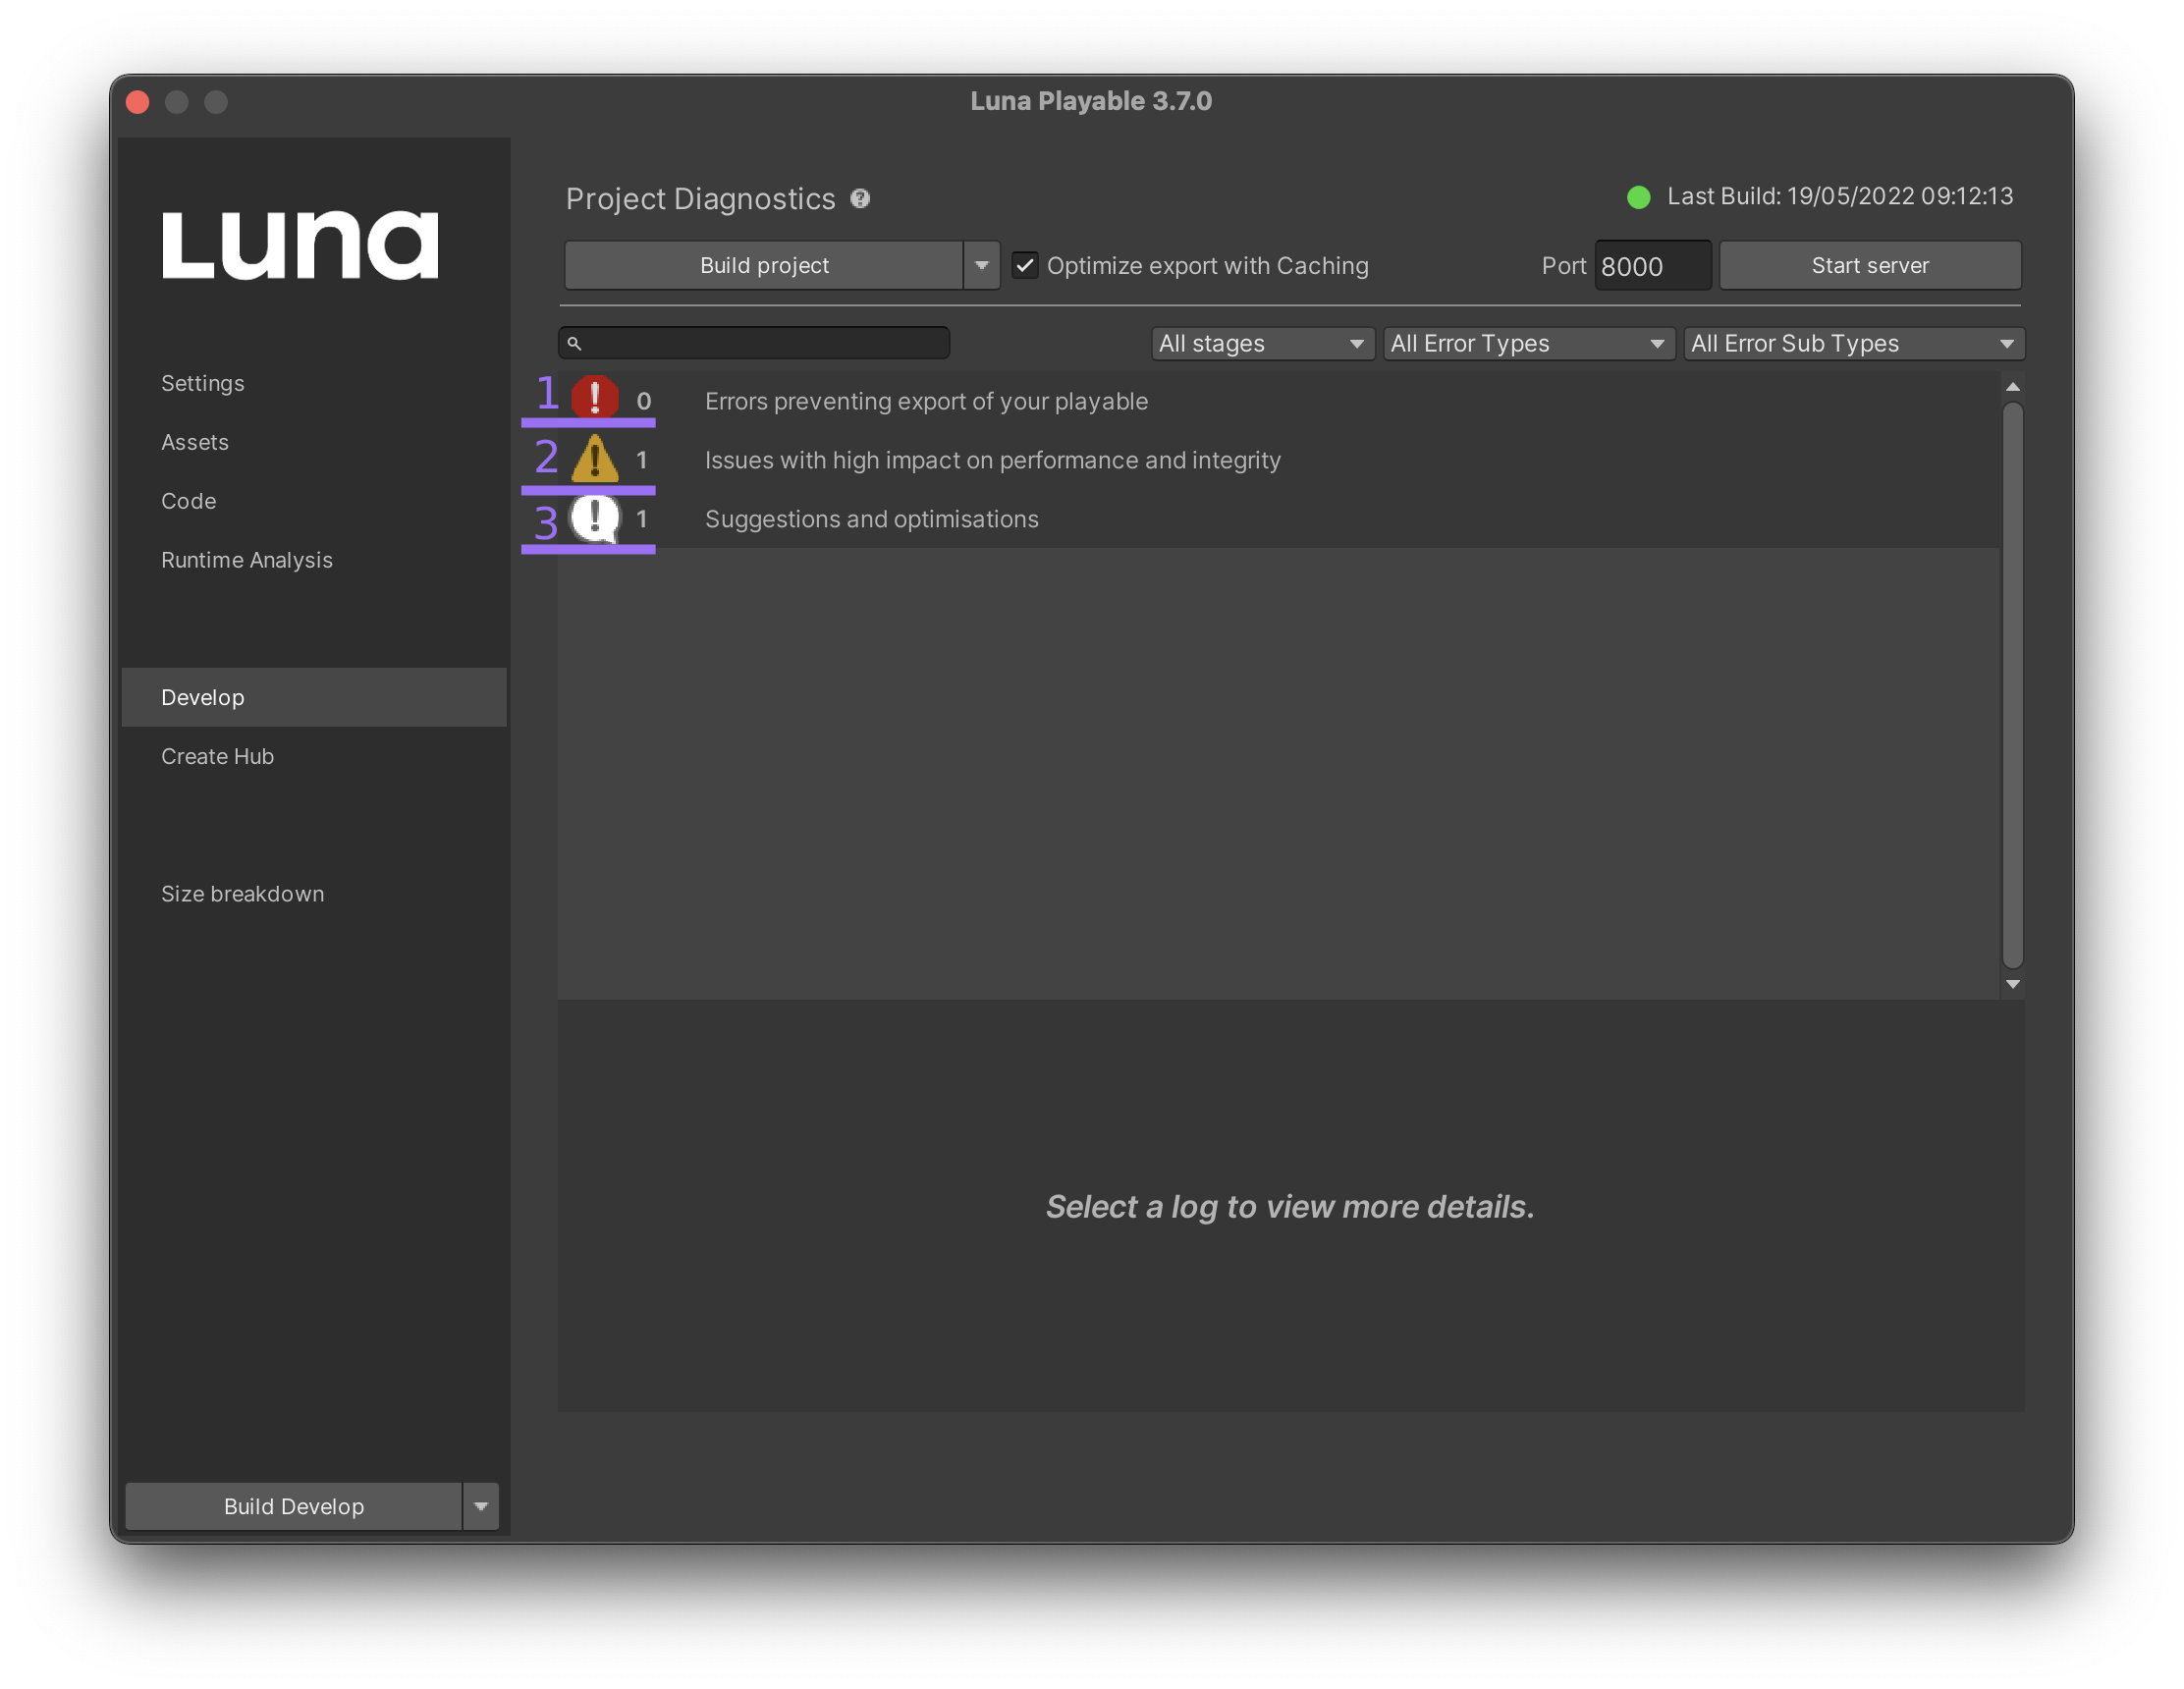 Luna Playable 3.7.0
Luna
Settings
Assets
Code
Runtime Analysis
Develop
Create Hub
Size breakdown
Build Develop
Project Diagnostics
Last Build: 19/05/2022 09:12:13
Build project
Optimize export with Caching
Port 8000 Start server
All stages All Error Types All Error Sub Types
1 0 Errors preventing export of your playable
2 1 Issues with high impact on performance and integrity
3 1 Suggestions and optimisations
Select a log to view more details.